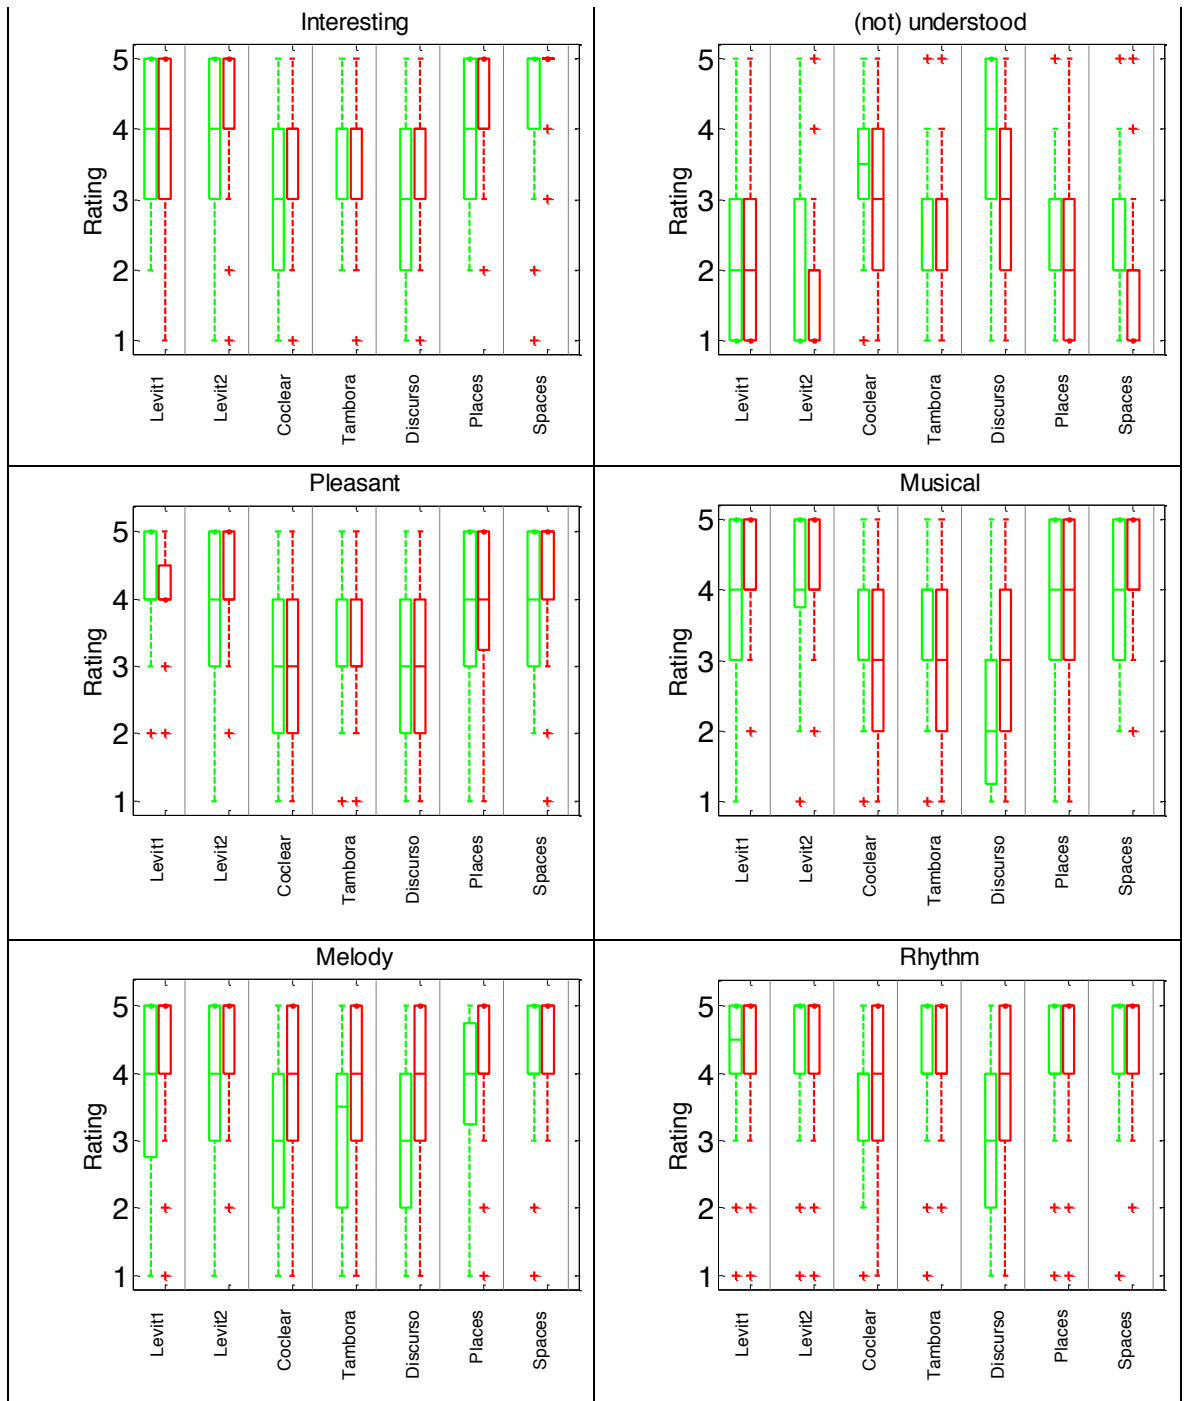 Interesting
5
4
3
2
1
Rating
Levit1
Levit2
Coclear
Tambora
Discurso
Places
Spaces
(not) understood
5
4
3
2
1
Rating
Levit1
Levit2
Coclear
Tambora
Discurso
Places
Spaces
Pleasant
5
4
3
2
1
Rating
Levit1
Levit2
Coclear
Tambora
Discurso
Places
Spaces
Musical
5
4
3
2
1
Rating
Levit1
Levit2
Coclear
Tambora
Discurso
Places
Spaces
Melody
5
4
3
2
1
Rating
Levit1
Levit2
Coclear
Tambora
Discurso
Places
Spaces
Rhythm
5
4
3
2
1
Rating
Levit1
Levit2
Coclear
Tambora
Discurso
Places
Spaces